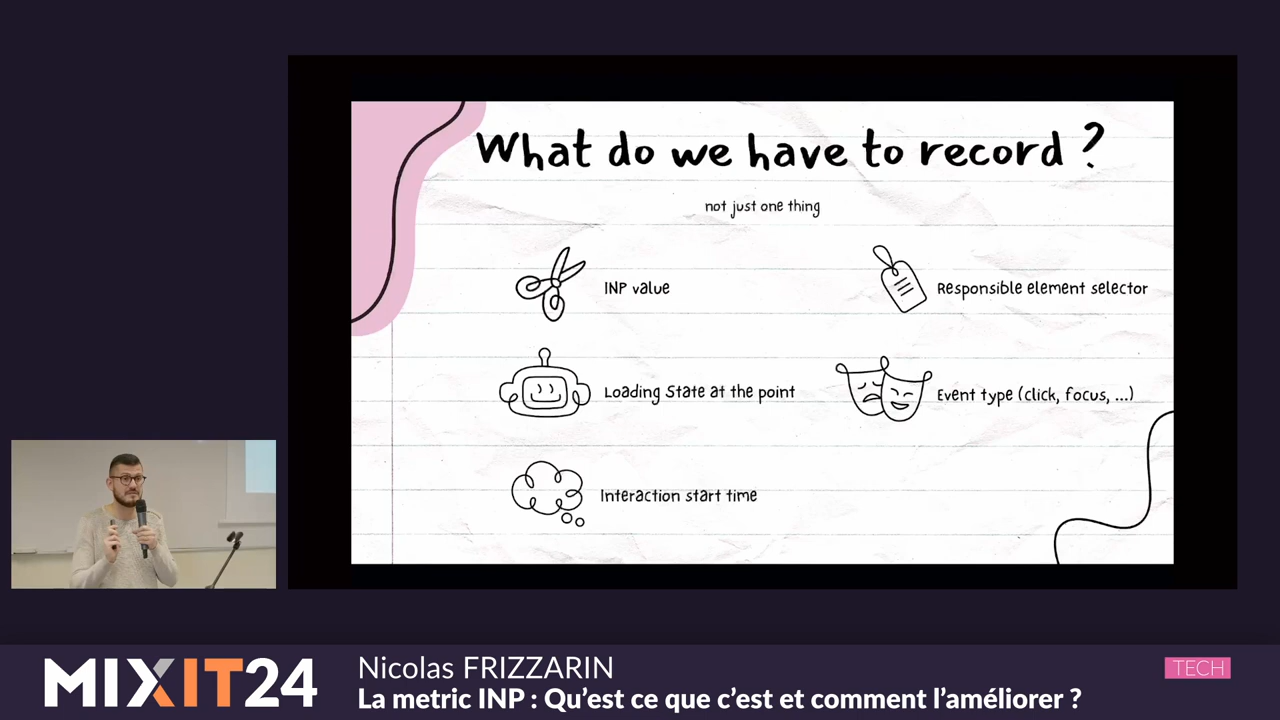 What do we have to record ?
not just one thing
INP value
Responsible element selector
Loading State at the point
Event type (click, focus, ...)
Interaction start time
MIXIT24
Nicolas FRIZZARIN
TECH
La metric INP : Qu'est ce que c'est et comment l'améliorer ?